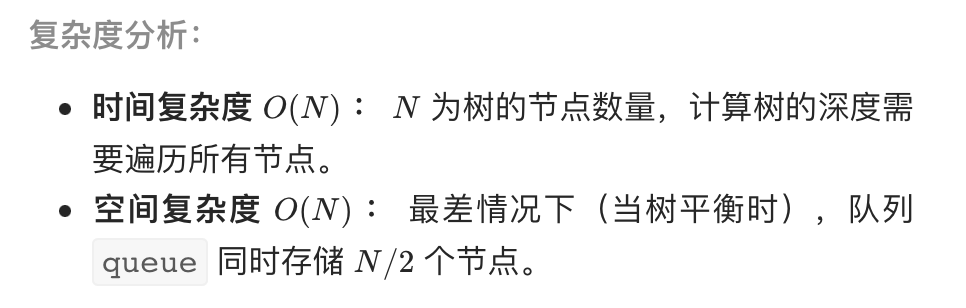 复杂度分析：
• 时间复杂度 O(N)： N 为树的节点数量，计算树的深度需
要遍历所有节点。
• 空间复杂度 O(N)： 最差情况下（当树平衡时），队列
queue 同时存储 N/2 个节点。